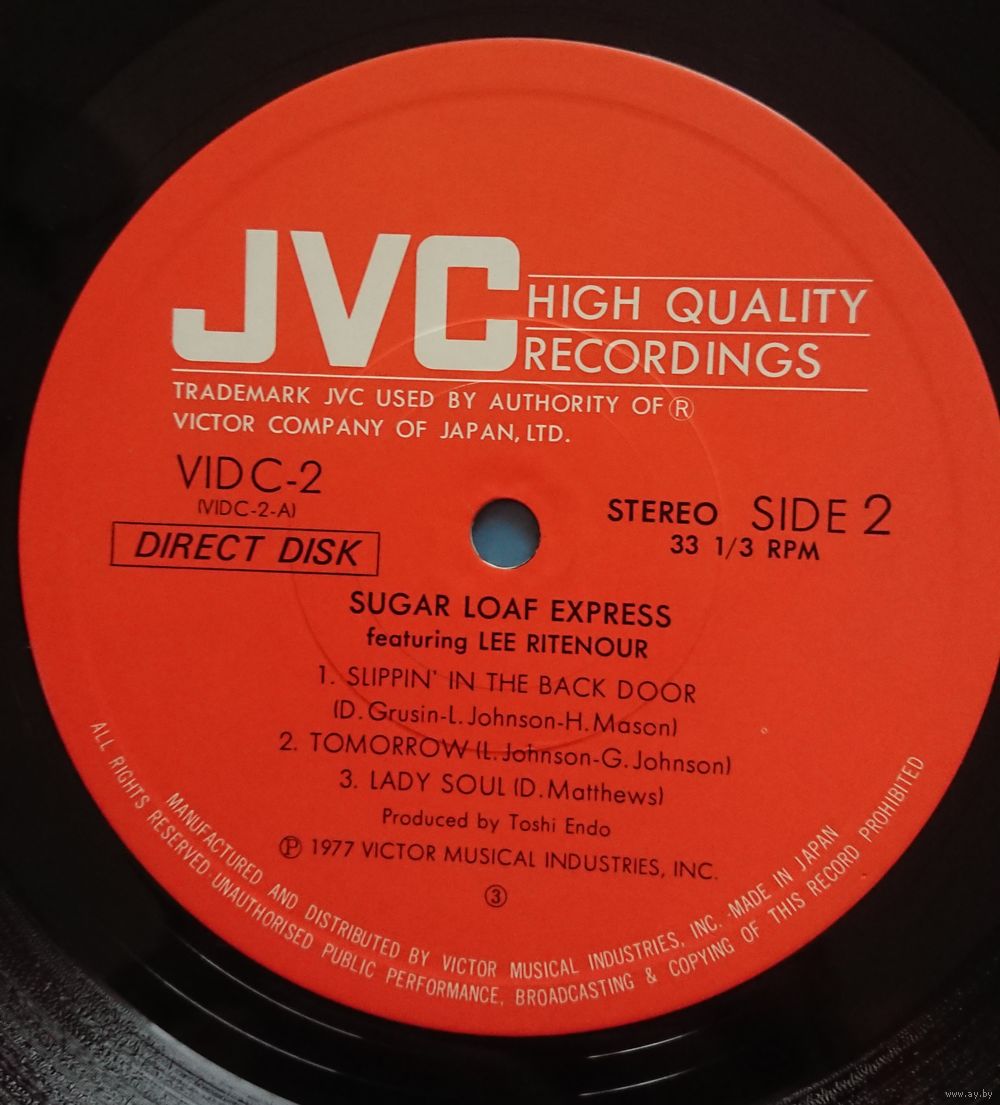 JVC
HIGH QUALITY
RECORDINGS
TRADEMARK JVC USED BY AUTHORITY OF ®
VICTOR COMPANY OF JAPAN, LTD.
VIDC-2
(VIDC-2-A)
DIRECT DISK
STEREO SIDE 2
33 1/3 RPM
SUGAR LOAF EXPRESS
featuring LEE RITENOUR
1. SLIPPIN' IN THE BACK DOOR
(D. Grusin-L. Johnson-H. Mason)
2. TOMORROW (L. Johnson-G. Johnson)
3. LADY SOUL (D. Matthews)
Produced by Toshi Endo
℗ 1977 VICTOR MUSICAL INDUSTRIES, INC.
③
MANUFACTURED AND DISTRIBUTED BY VICTOR MUSICAL INDUSTRIES, INC. · MADE IN JAPAN
ALL RIGHTS RESERVED · UNAUTHORISED PUBLIC PERFORMANCE, BROADCASTING & COPYING OF THIS RECORD PROHIBITED
www.ay.by